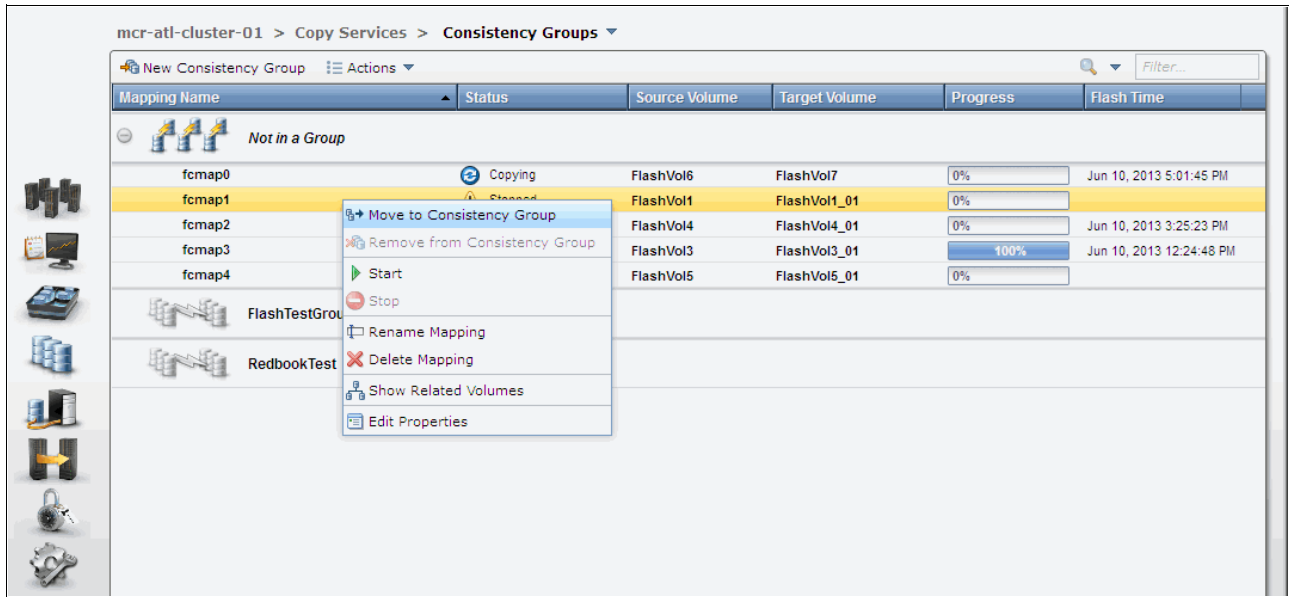 mcr-atl-cluster-01 > Copy Services > Consistency Groups
New Consistency Group Actions Filter...
Mapping Name Status Source Volume Target Volume Progress Flash Time
Not in a Group
fcmap0 Copying FlashVol6 FlashVol7 0% Jun 10, 2013 5:01:45 PM
fcmap1 Stopped FlashVol1 FlashVol1_01 0%
fcmap2 FlashVol4 FlashVol4_01 0% Jun 10, 2013 3:25:23 PM
fcmap3 FlashVol3 FlashVol3_01 100% Jun 10, 2013 12:24:48 PM
fcmap4 FlashVol5 FlashVol5_01 0%
FlashTestGrou
RedbookTest
Move to Consistency Group
Remove from Consistency Group
Start
Stop
Rename Mapping
Delete Mapping
Show Related Volumes
Edit Properties